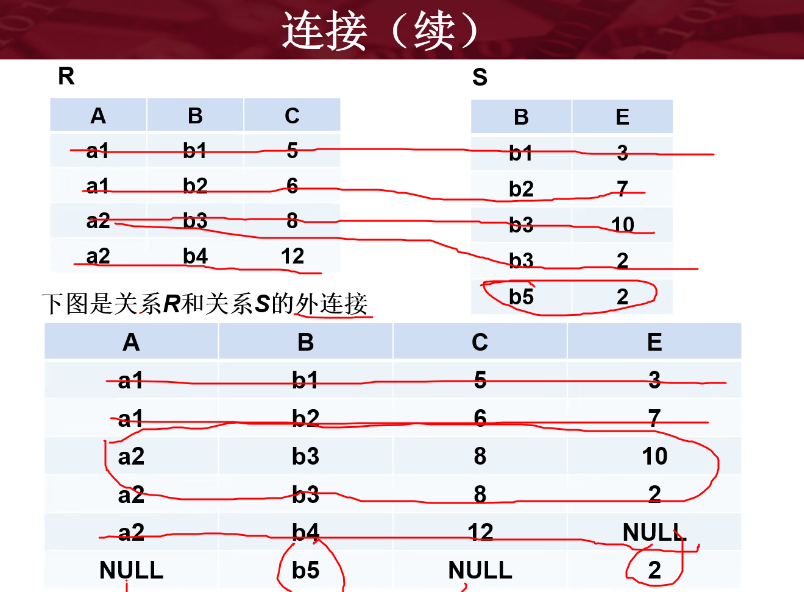 连接（续）
R S
A B C B E
a1 b1 5 b1 3
a1 b2 6 b2 7
a2 b3 8 b3 10
a2 b4 12 b3 2
b5 2
下图是关系R和关系S的外连接
A B C E
a1 b1 5 3
a1 b2 6 7
a2 b3 8 10
a2 b3 8 2
a2 b4 12 NULL
NULL b5 NULL 2